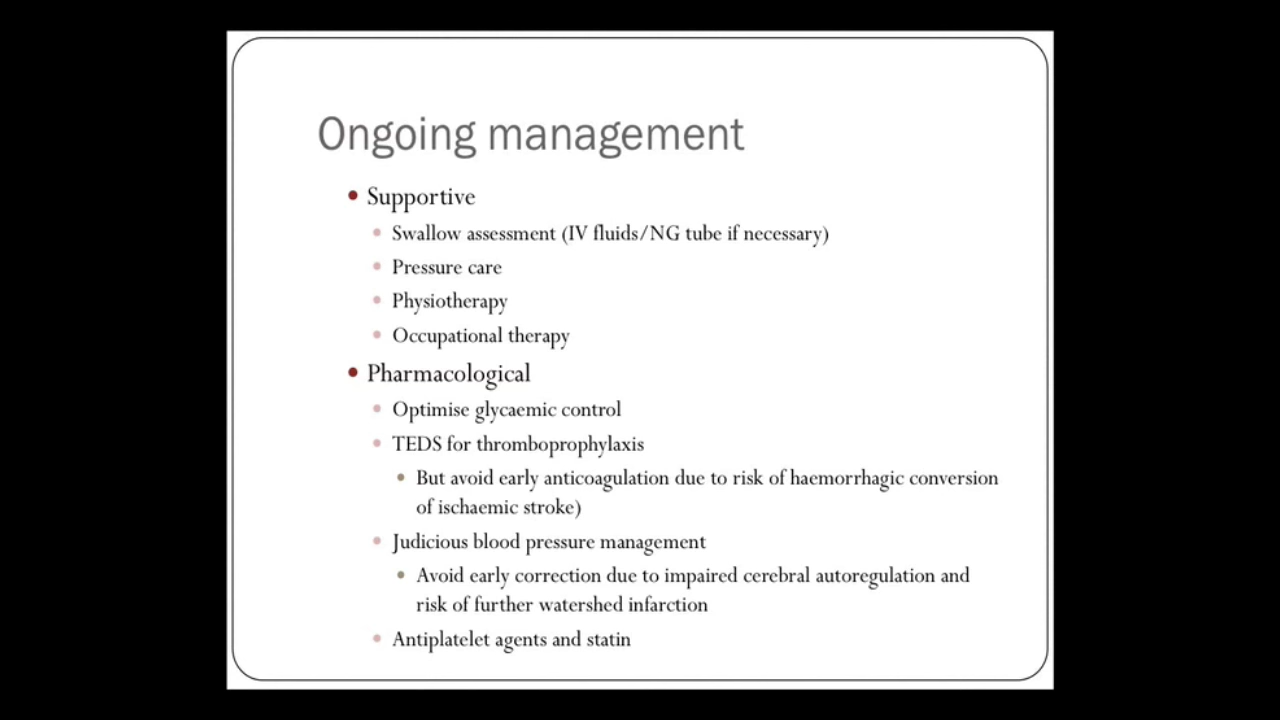 Ongoing management
Supportive
Swallow assessment (IV fluids/NG tube if necessary)
Pressure care
Physiotherapy
Occupational therapy
Pharmacological
Optimise glycaemic control
TEDS for thromboprophylaxis
But avoid early anticoagulation due to risk of haemorrhagic conversion
of ischaemic stroke)
Judicious blood pressure management
Avoid early correction due to impaired cerebral autoregulation and
risk of further watershed infarction
Antiplatelet agents and statin